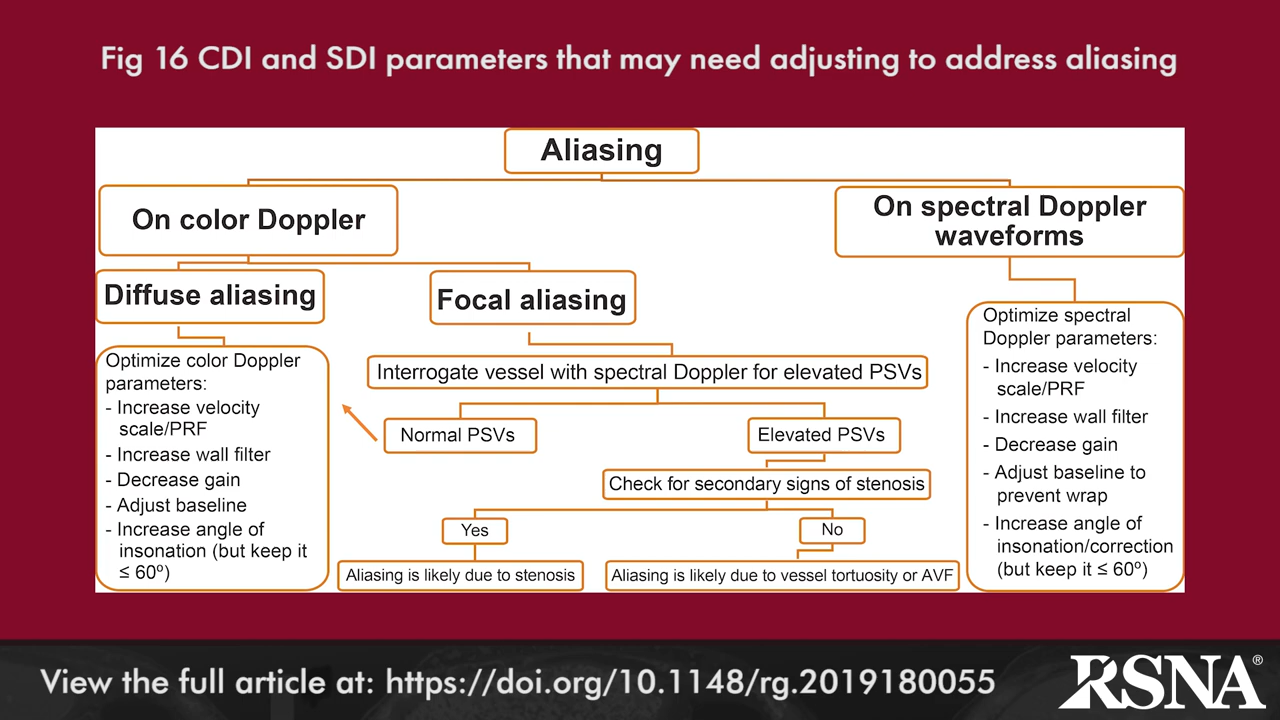 Fig 16 CDI and SDI parameters that may need adjusting to address aliasing
Aliasing
On color Doppler
On spectral Doppler
waveforms
Diffuse aliasing
Focal aliasing
Optimize color Doppler
parameters:
- Increase velocity
scale/PRF
- Increase wall filter
- Decrease gain
- Adjust baseline
- Increase angle of
insonation (but keep it
≤ 60º)
Interrogate vessel with spectral Doppler for elevated PSVs
Normal PSVs
Elevated PSVs
Check for secondary signs of stenosis
Yes
No
Aliasing is likely due to stenosis
Aliasing is likely due to vessel tortuosity or AVF
Optimize spectral
Doppler parameters:
- Increase velocity
scale/PRF
- Increase wall filter
- Decrease gain
- Adjust baseline to
prevent wrap
- Increase angle of
insonation/correction
(but keep it ≤ 60º)
View the full article at: https://doi.org/10.1148/rg.2019180055
RSNA®